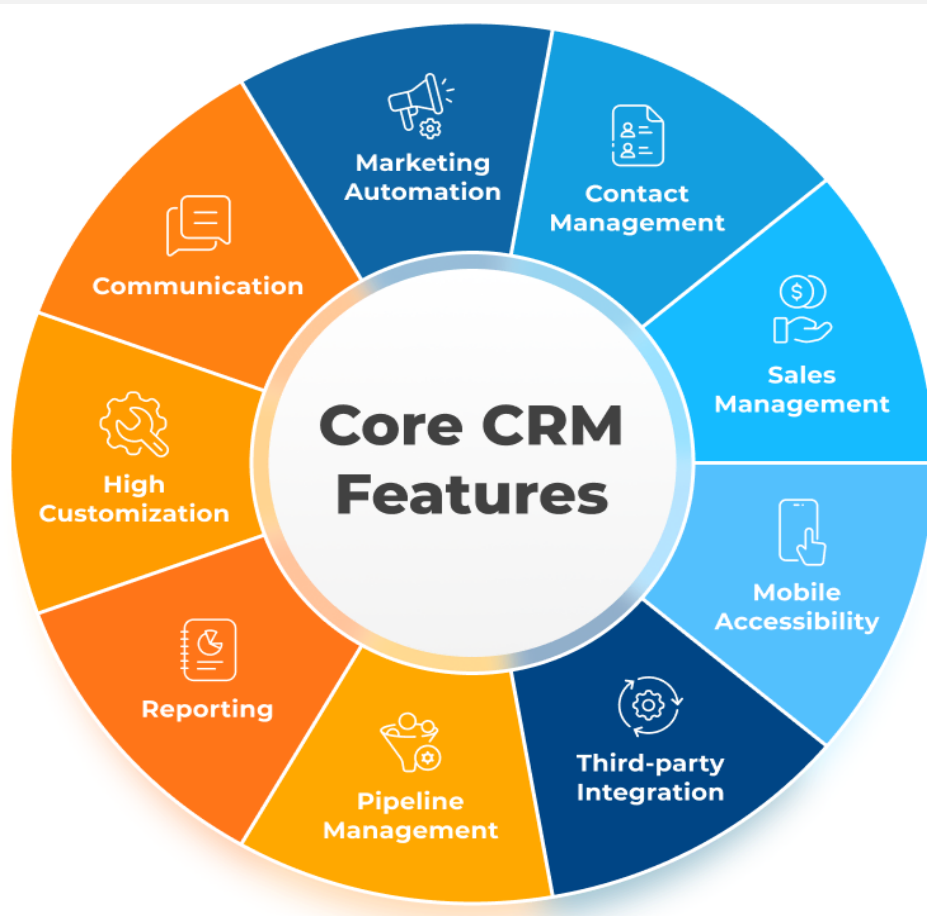 Core CRM
Features
Marketing
Automation
Contact
Management
Sales
Management
Mobile
Accessibility
Third-party
Integration
Pipeline
Management
Reporting
High
Customization
Communication